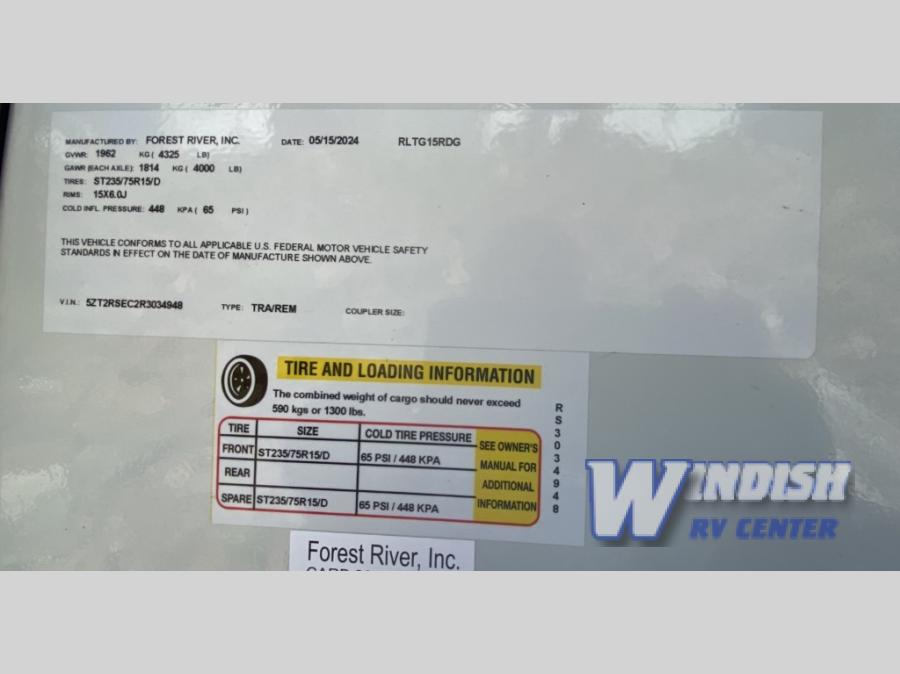 MANUFACTURED BY: FOREST RIVER, INC. DATE: 05/15/2024 RLTG15RDG
GVWR: 1962 KG ( 4325 LB)
GAWR (EACH AXLE): 1814 KG ( 4000 LB)
TIRES: ST235/75R15/D
RIMS: 15X6.0J
COLD INFL. PRESSURE: 448 KPA ( 65 PSI )
THIS VEHICLE CONFORMS TO ALL APPLICABLE U.S. FEDERAL MOTOR VEHICLE SAFETY
STANDARDS IN EFFECT ON THE DATE OF MANUFACTURE SHOWN ABOVE.
V.I.N.: 5ZT2RSEC2R3034948 TYPE: TRA/REM COUPLER SIZE:
TIRE AND LOADING INFORMATION
The combined weight of cargo should never exceed
590 kgs or 1300 lbs.
TIRE SIZE COLD TIRE PRESSURE SEE OWNER'S
FRONT ST235/75R15/D 65 PSI / 448 KPA MANUAL FOR
REAR ADDITIONAL
SPARE ST235/75R15/D 65 PSI / 448 KPA INFORMATION
RS3034948
WINDISH
RV CENTER
Forest River, Inc.